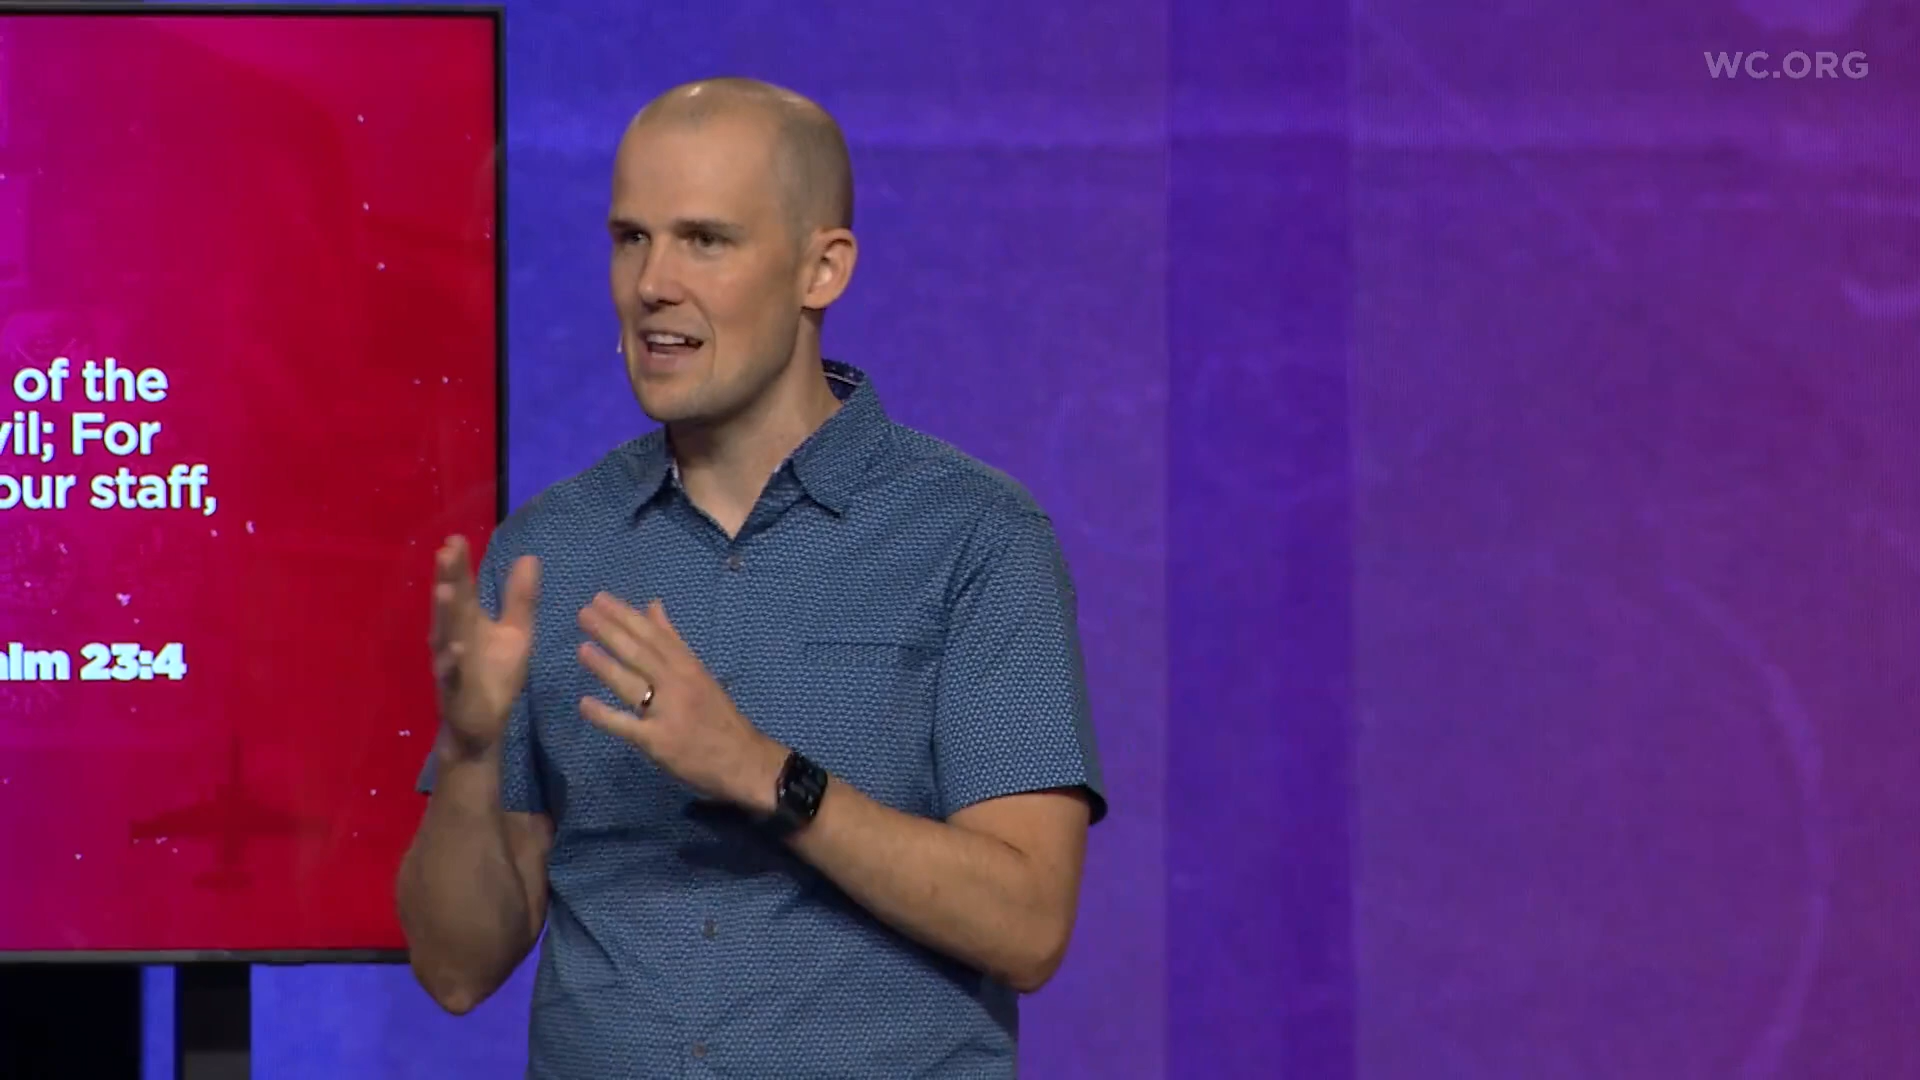 WC.ORG
of the
vil; For
our staff,
alm 23:4